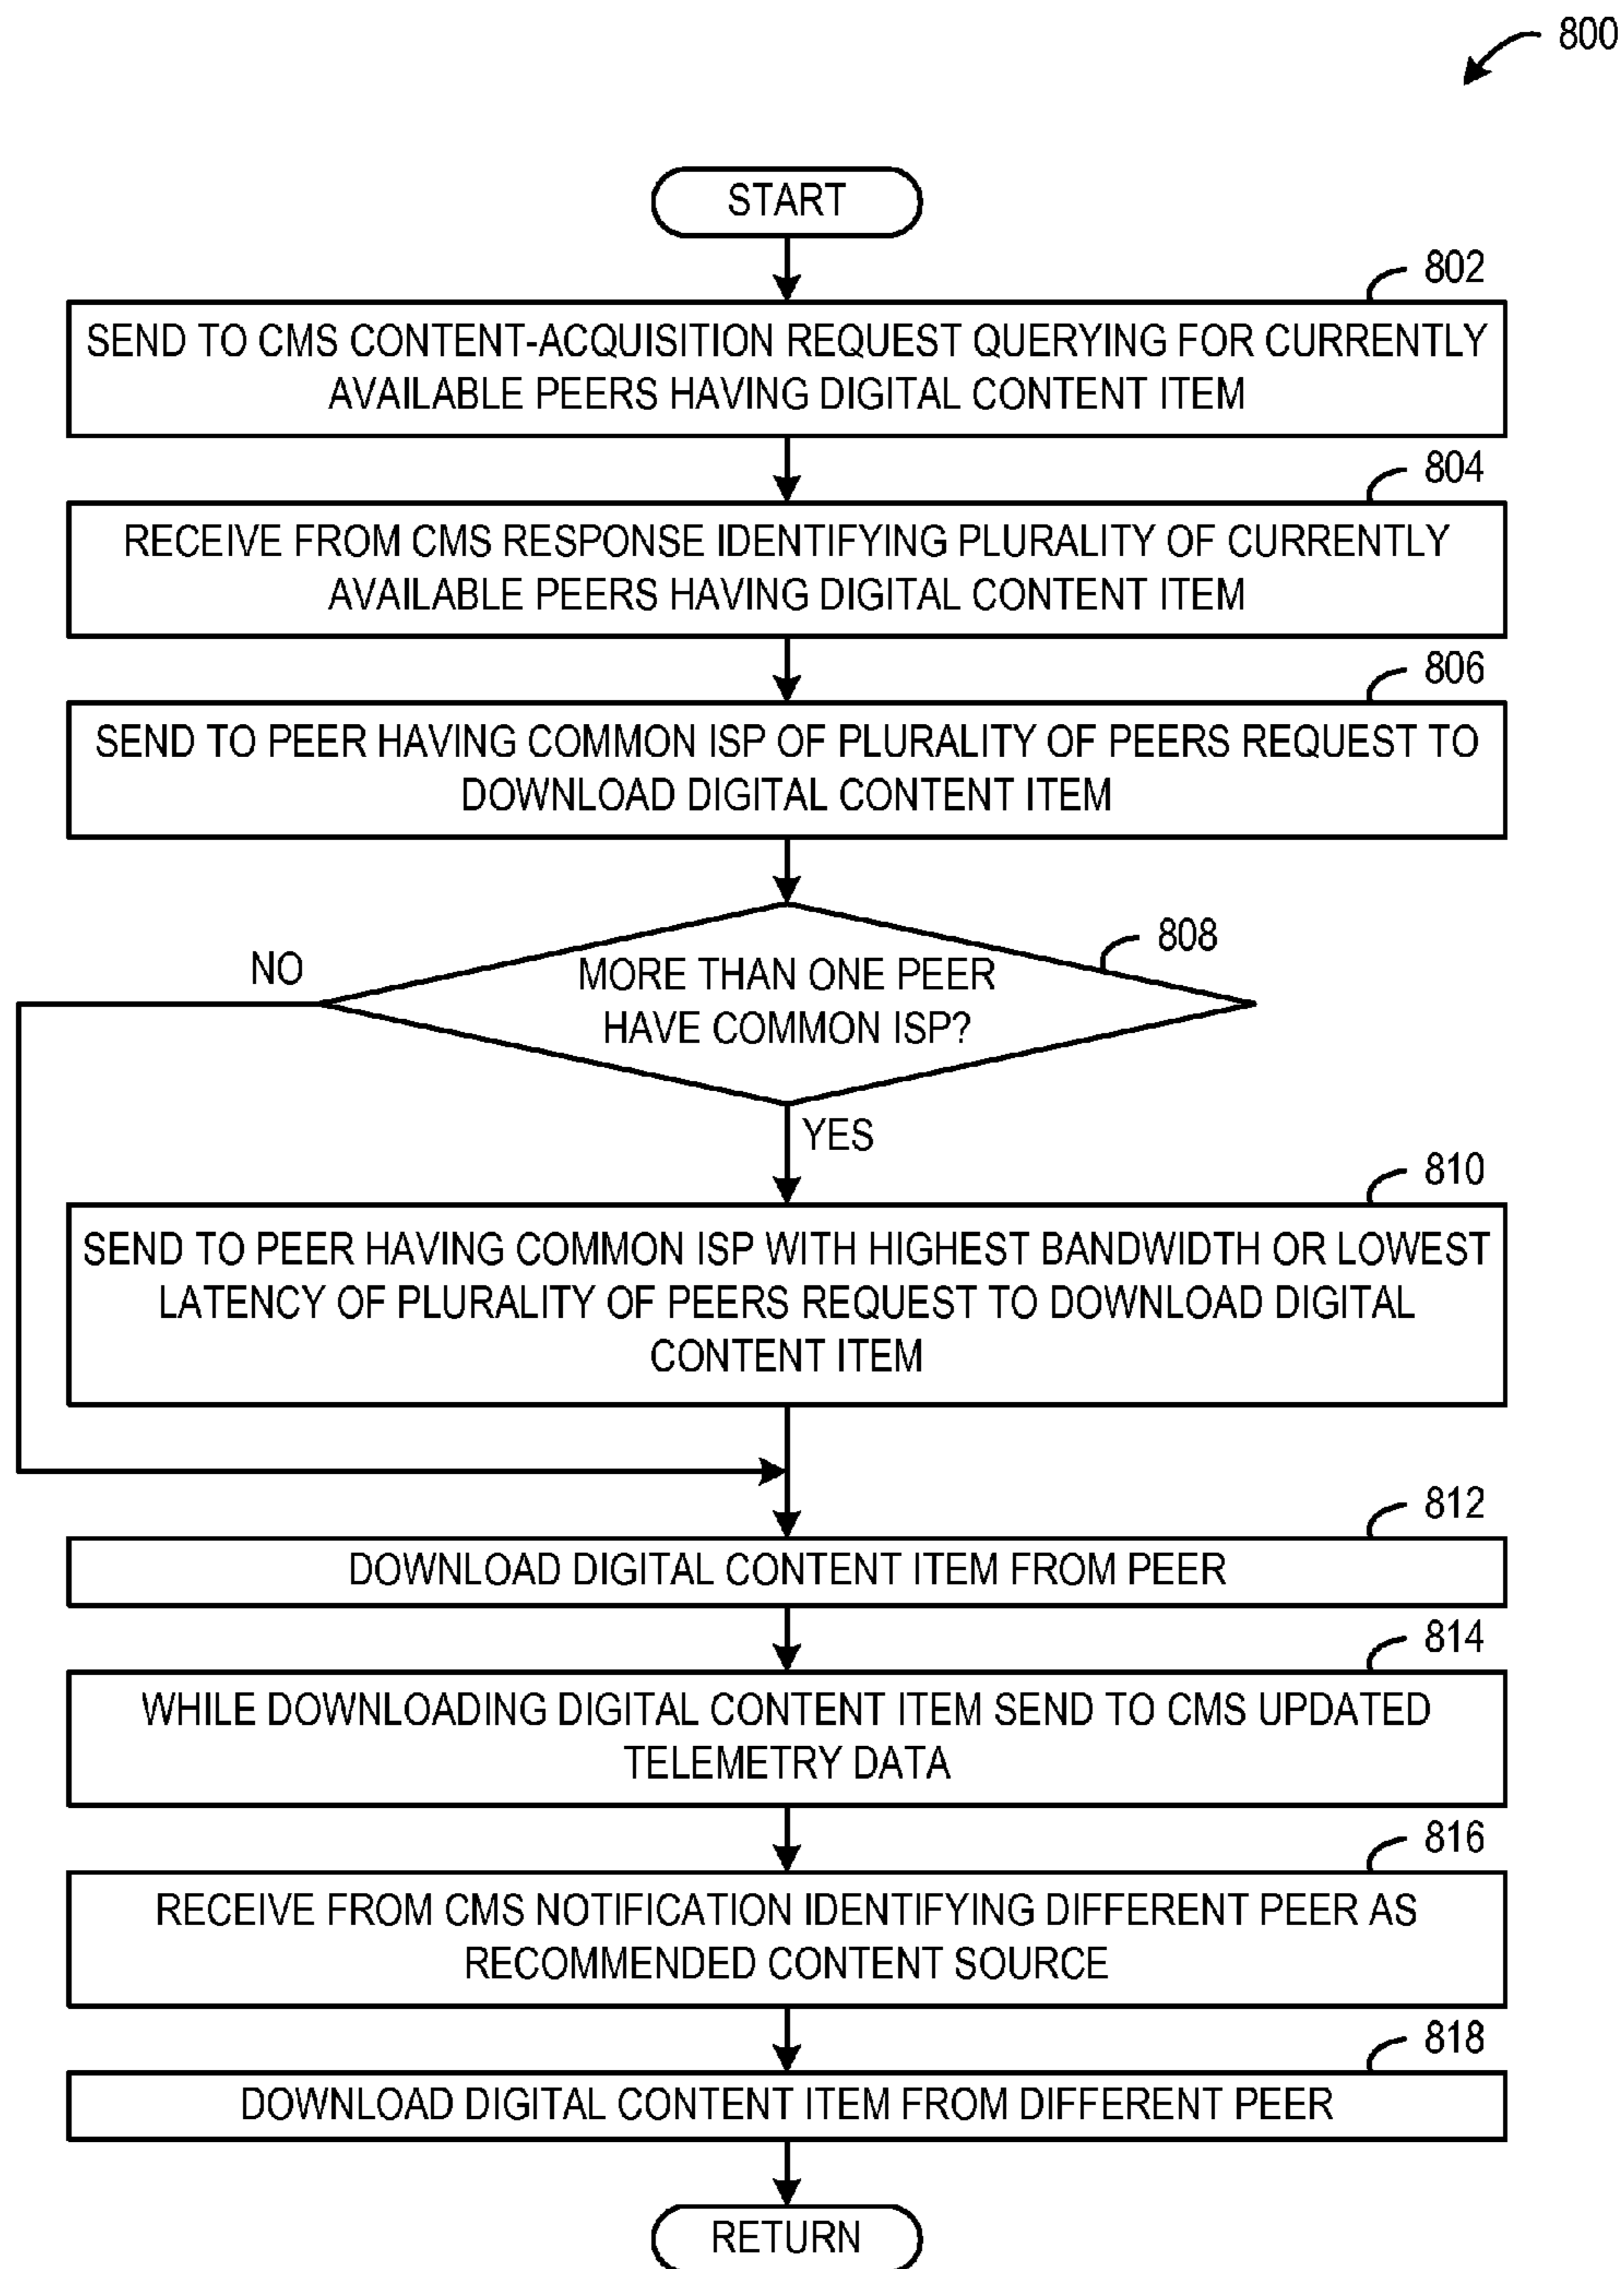 800
START
802
SEND TO CMS CONTENT-ACQUISITION REQUEST QUERYING FOR CURRENTLY
AVAILABLE PEERS HAVING DIGITAL CONTENT ITEM
804
RECEIVE FROM CMS RESPONSE IDENTIFYING PLURALITY OF CURRENTLY
AVAILABLE PEERS HAVING DIGITAL CONTENT ITEM
806
SEND TO PEER HAVING COMMON ISP OF PLURALITY OF PEERS REQUEST TO
DOWNLOAD DIGITAL CONTENT ITEM
808
NO
MORE THAN ONE PEER
HAVE COMMON ISP?
YES
810
SEND TO PEER HAVING COMMON ISP WITH HIGHEST BANDWIDTH OR LOWEST
LATENCY OF PLURALITY OF PEERS REQUEST TO DOWNLOAD DIGITAL
CONTENT ITEM
812
DOWNLOAD DIGITAL CONTENT ITEM FROM PEER
814
WHILE DOWNLOADING DIGITAL CONTENT ITEM SEND TO CMS UPDATED
TELEMETRY DATA
816
RECEIVE FROM CMS NOTIFICATION IDENTIFYING DIFFERENT PEER AS
RECOMMENDED CONTENT SOURCE
818
DOWNLOAD DIGITAL CONTENT ITEM FROM DIFFERENT PEER
RETURN